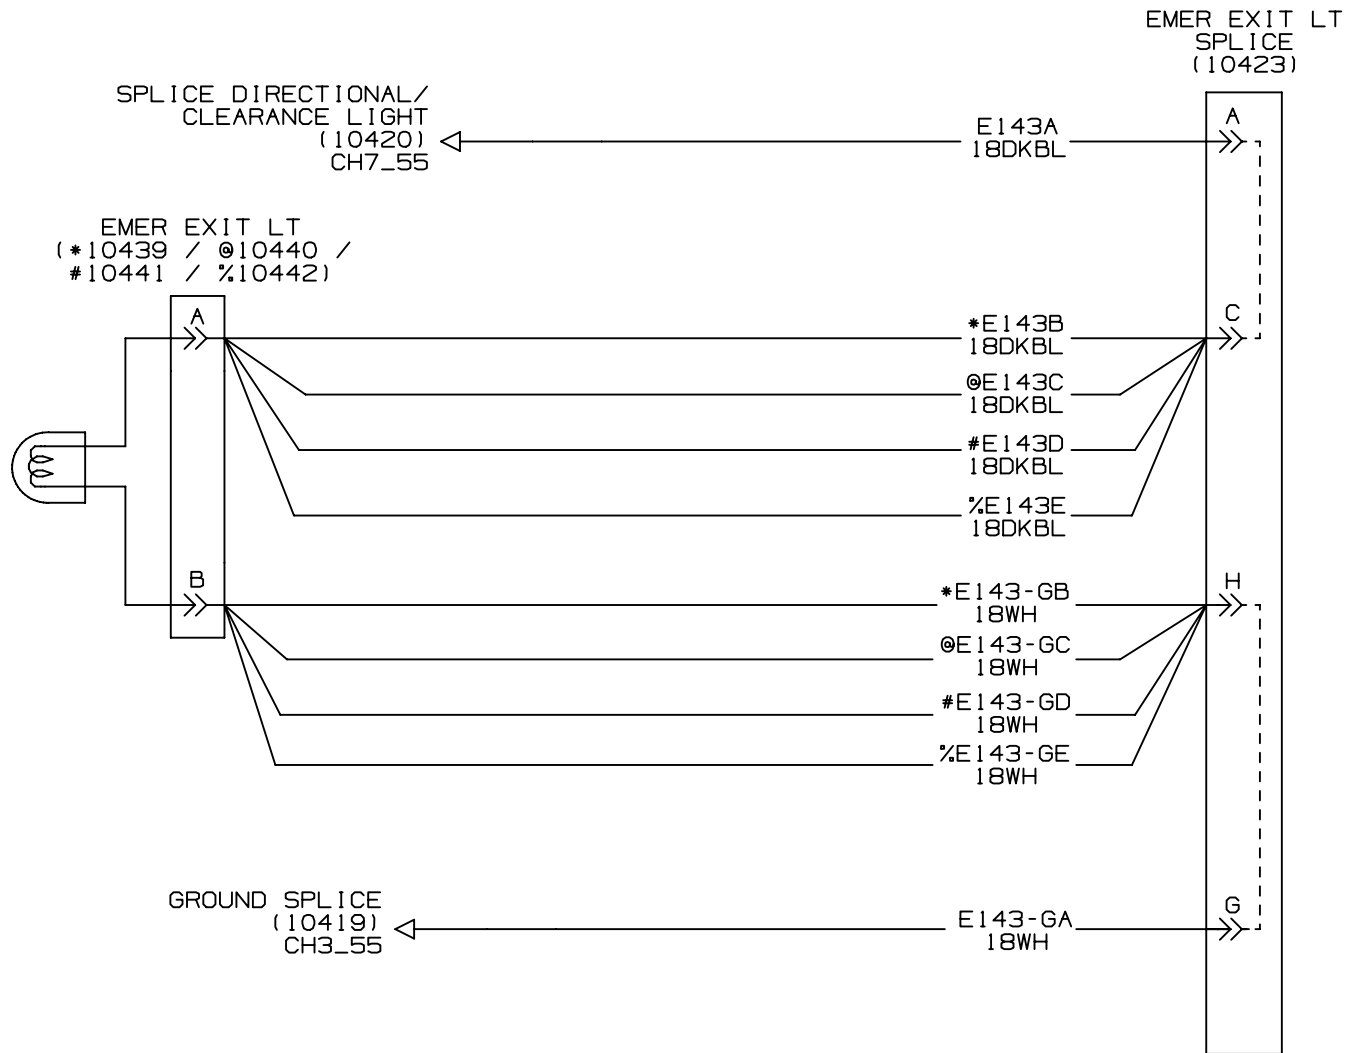 EMER EXIT LT
SPLICE
(10423)
SPLICE DIRECTIONAL/
CLEARANCE LIGHT
(10420)
CH7_55
A
E143A
18DKBL
EMER EXIT LT
(*10439 / @10440 /
#10441 / %10442)
A
C
*E143B
18DKBL
@E143C
18DKBL
#E143D
18DKBL
%E143E
18DKBL
B
H
*E143-GB
18WH
@E143-GC
18WH
#E143-GD
18WH
%E143-GE
18WH
GROUND SPLICE
(10419)
CH3_55
G
E143-GA
18WH